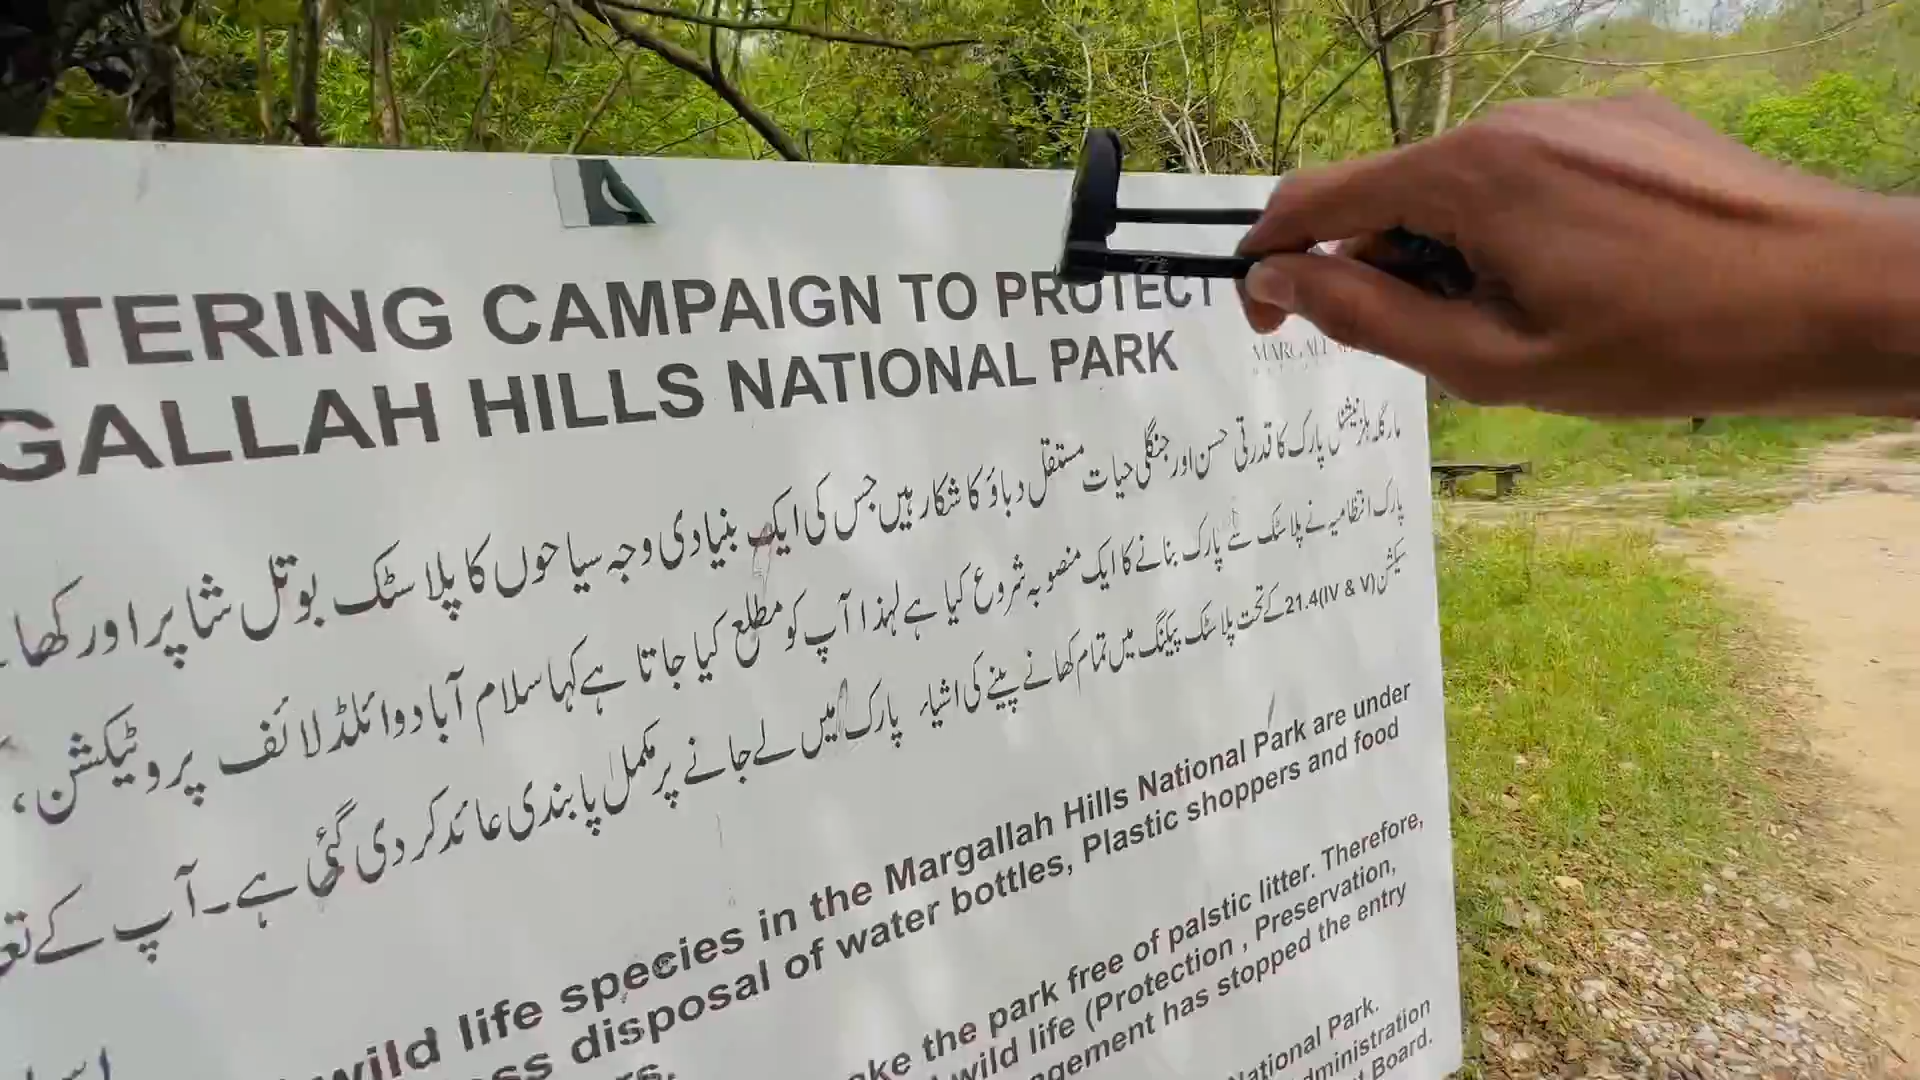 TTERING CAMPAIGN TO PROTECT
GALLAH HILLS NATIONAL PARK
مارگلہ ہلز نیشنل پارک کا قدرتی حسن اور جنگلی حیات مستقل دباؤ کا شکار ہیں جس کی ایک بنیادی وجہ سیاحوں کا پلاسٹک بوتل شاپر اور کھا
پارک انتظامیہ نے پلاسٹک سے پارک بنانے کا ایک منصوبہ شروع کیا ہے لہذا آپ کو مطلع کیا جاتا ہے کہ اسلام آباد وائلڈ لائف پروٹیکشن،
سیکشن 21.4(IV & V) کے تحت پلاسٹک پیکنگ میں تمام کھانے پینے کی اشیاء پارک میں لے جانے پر مکمل پابندی عائد کر دی گئی ہے۔ آپ کے تع
wild life species in the Margallah Hills National Park are under
ss disposal of water bottles, Plastic shoppers and food
ke the park free of palstic litter. Therefore,
wild life (Protection , Preservation,
gement has stopped the entry
National Park.
dministration
t Board.